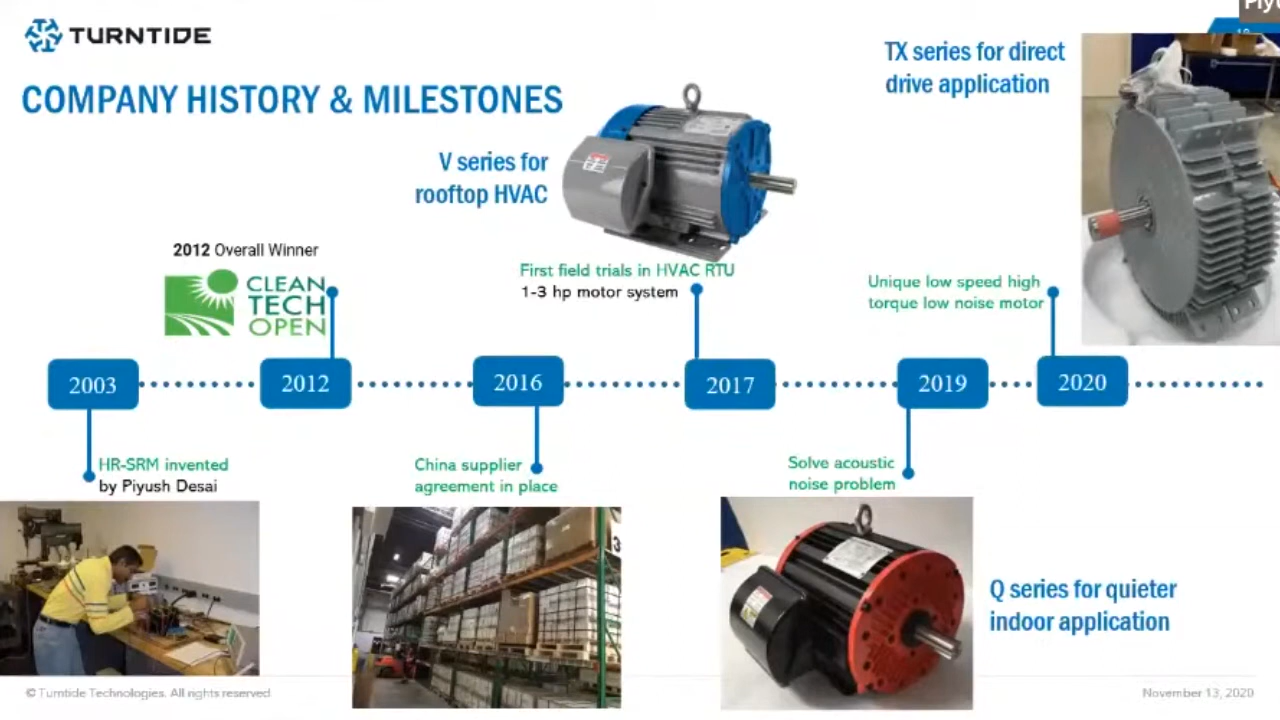 TURNTIDE
COMPANY HISTORY & MILESTONES
V series for
rooftop HVAC
TX series for direct
drive application
2012 Overall Winner
CLEAN
TECH
OPEN
First field trials in HVAC RTU
1-3 hp motor system
Unique low speed high
torque low noise motor
2003
2012
2016
2017
2019
2020
HR-SRM invented
by Piyush Desai
China supplier
agreement in place
Solve acoustic
noise problem
Q series for quieter
indoor application
© Turntide Technologies. All rights reserved
November 13, 2020